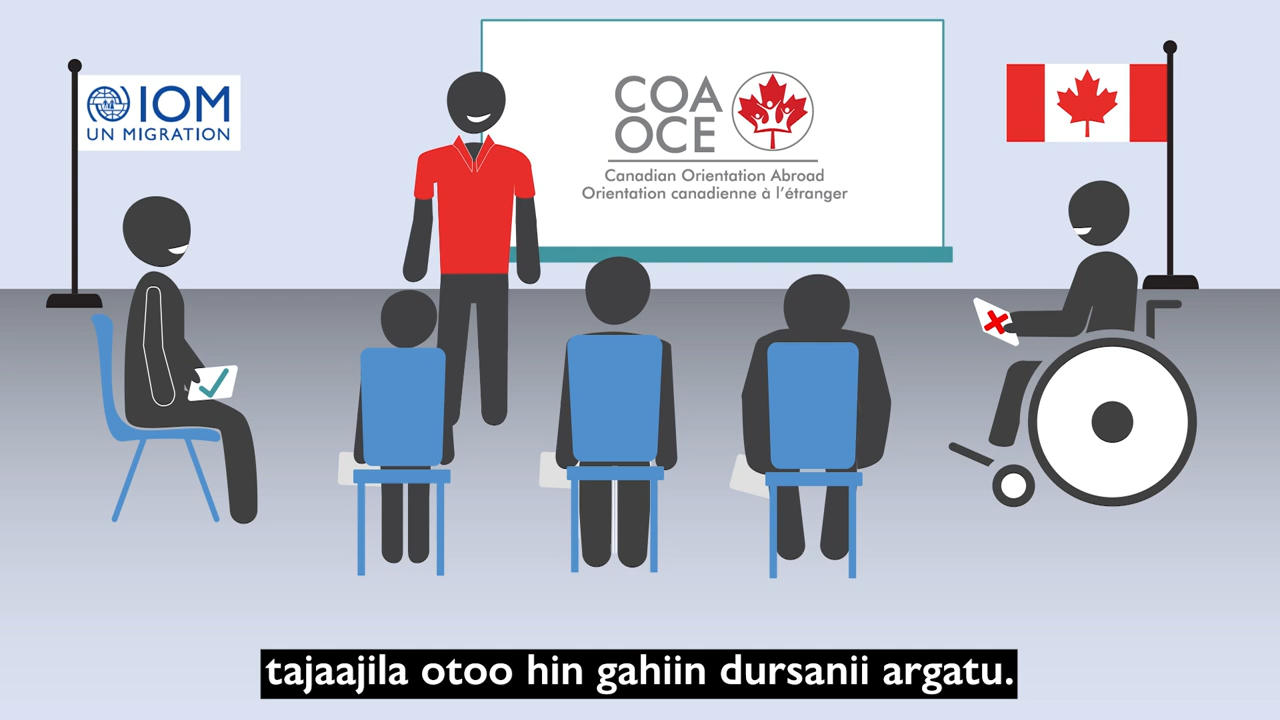 IOM
UN MIGRATION
COA
OCE
Canadian Orientation Abroad
Orientation canadienne à l'étranger
tajaajila otoo hin gahiin dursanii argatu.